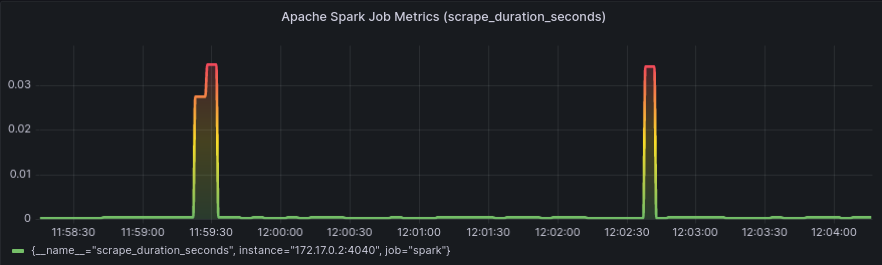 Apache Spark Job Metrics (scrape_duration_seconds)
0.03
0.02
0.01
0
11:58:30 11:59:00 11:59:30 12:00:00 12:00:30 12:01:00 12:01:30 12:02:00 12:02:30 12:03:00 12:03:30 12:04:00
{__name__="scrape_duration_seconds", instance="172.17.0.2:4040", job="spark"}